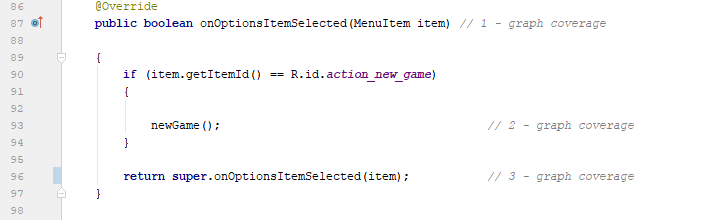 86 @Override
87 public boolean onOptionsItemSelected(MenuItem item) // 1 - graph coverage
88
89 {
90 if (item.getItemId() == R.id.action_new_game)
91 {
92
93 newGame(); // 2 - graph coverage
94 }
95
96 return super.onOptionsItemSelected(item); // 3 - graph coverage
97 }
98